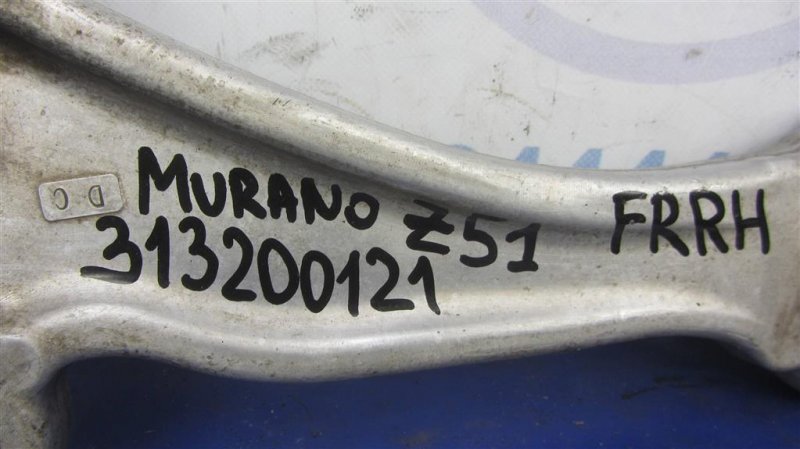 MURANO Z51 FRRH
313200121
D C